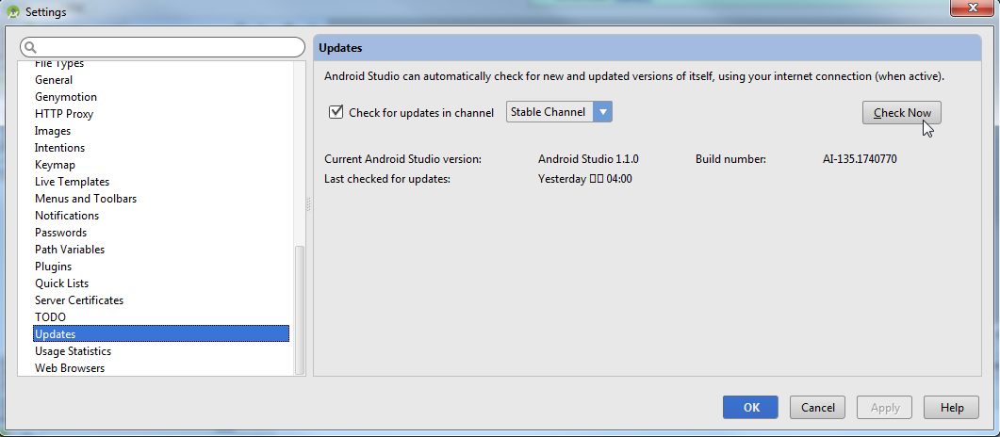 Settings
Updates
Android Studio can automatically check for new and updated versions of itself, using your internet connection (when active).
Check for updates in channel Stable Channel Check Now
Current Android Studio version: Android Studio 1.1.0 Build number: AI-135.1740770
Last checked for updates: Yesterday □□ 04:00
File Types
General
Genymotion
HTTP Proxy
Images
Intentions
Keymap
Live Templates
Menus and Toolbars
Notifications
Passwords
Path Variables
Plugins
Quick Lists
Server Certificates
TODO
Updates
Usage Statistics
Web Browsers
OK Cancel Apply Help